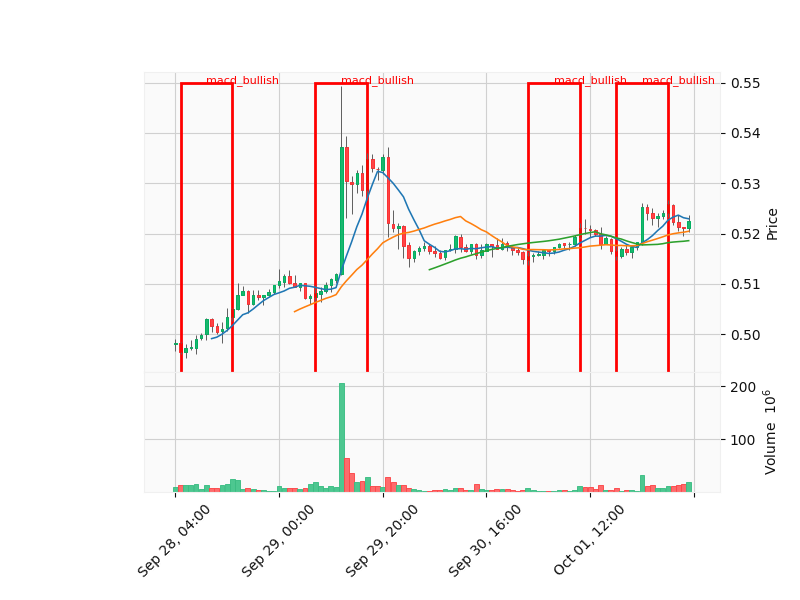 macd_bullish macd_bullish macd_bullish macd_bullish
0.55
0.54
0.53
0.52
0.51
0.50
Price
200
100
Volume 10^6
Sep 28, 04:00
Sep 29, 00:00
Sep 29, 20:00
Sep 30, 16:00
Oct 01, 12:00